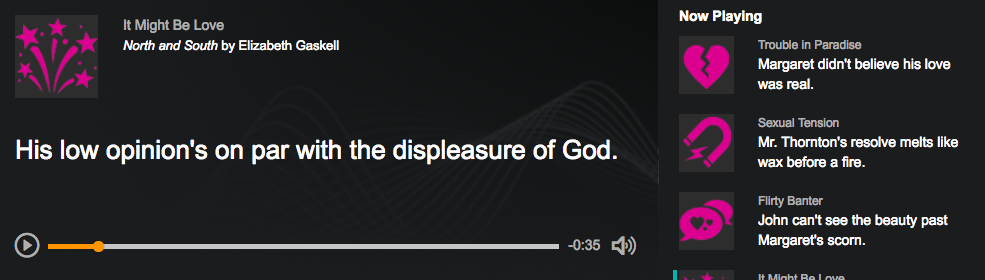 It Might Be Love
North and South by Elizabeth Gaskell
His low opinion's on par with the displeasure of God.
-0:35
Now Playing
Trouble in Paradise
Margaret didn't believe his love
was real.
Sexual Tension
Mr. Thornton's resolve melts like
wax before a fire.
Flirty Banter
John can't see the beauty past
Margaret's scorn.
It Might Be Love